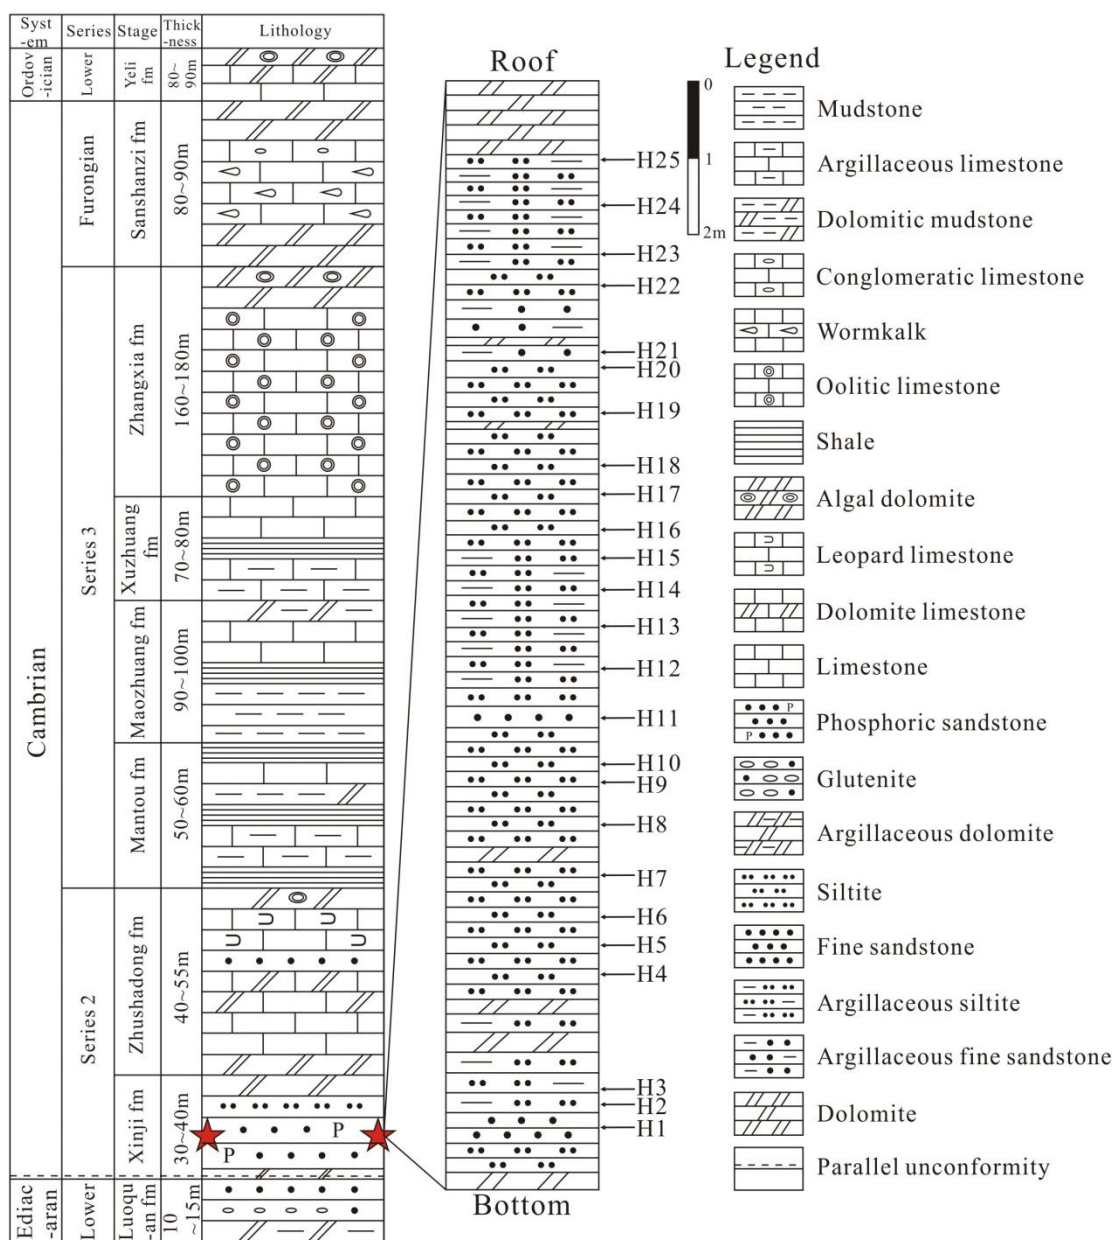 Syst
-em
Series
Stage
Thick
-ness
Lithology
Ordov
-ician
Lower
Yeli
fm
80~
90m
Cambrian
Furongian
Sanshanzi fm
80~90m
Series 3
Zhangxia fm
160~180m
Xuzhuang
fm
70~80m
Maozhuang fm
90~100m
Mantou fm
50~60m
Series 2
Zhushadong fm
40~55m
Xinji fm
30~40m
P
P
Ediac
-aran
Lower
Luoqu
-an fm
10
~15m
Roof
0
1
2m
H25
H24
H23
H22
H21
H20
H19
H18
H17
H16
H15
H14
H13
H12
H11
H10
H9
H8
H7
H6
H5
H4
H3
H2
H1
Bottom
Legend
Mudstone
Argillaceous limestone
Dolomitic mudstone
Conglomeratic limestone
Wormkalk
Oolitic limestone
Shale
Algal dolomite
Leopard limestone
Dolomite limestone
Limestone
P
P
Phosphoric sandstone
Glutenite
Argillaceous dolomite
Siltite
Fine sandstone
Argillaceous siltite
Argillaceous fine sandstone
Dolomite
Parallel unconformity